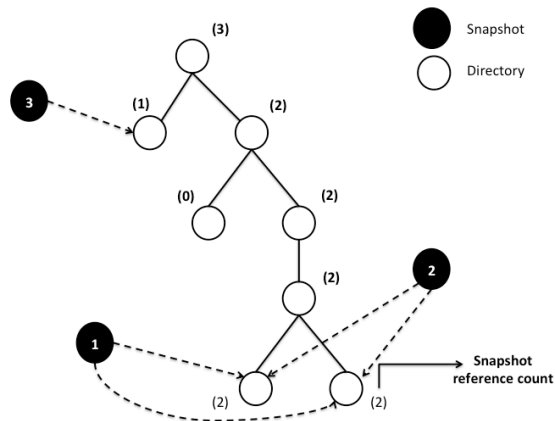 (3)
Snapshot
Directory
3
(1)
(2)
(0)
(2)
(2)
2
1
Snapshot
reference count
(2)
(2)